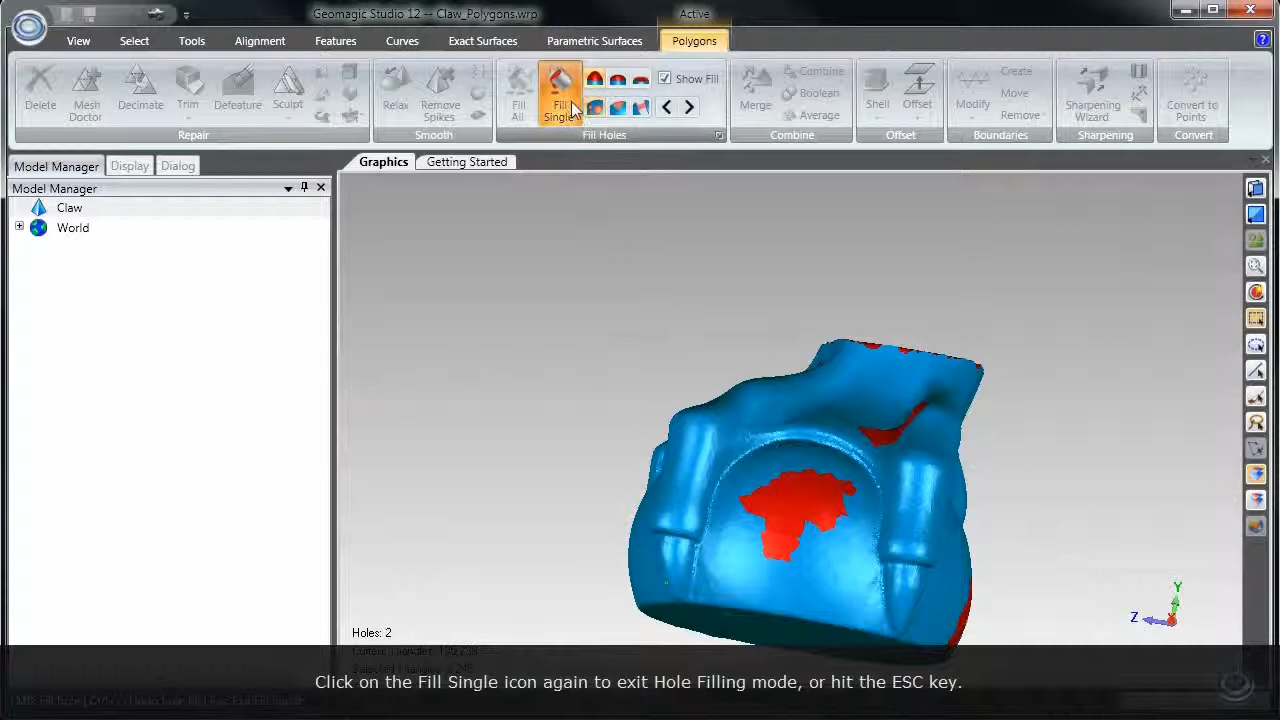 Geomagic Studio 12 -- Claw_Polygons.wrp
Active
View Select Tools Alignment Features Curves Exact Surfaces Parametric Surfaces Polygons
Delete Mesh Doctor Decimate Trim Defeature Sculpt
Repair
Relax Remove Spikes
Smooth
Fill All Fill Single Show Fill
Fill Holes
Merge Combine Boolean Average
Combine
Shell Offset
Offset
Modify Create Move Remove
Boundaries
Sharpening Wizard
Sharpening
Convert to Points
Convert
Model Manager Display Dialog
Graphics Getting Started
Model Manager
Claw
World
Y
Z
Holes: 2
Click on the Fill Single icon again to exit Hole Filling mode, or hit the ESC key.